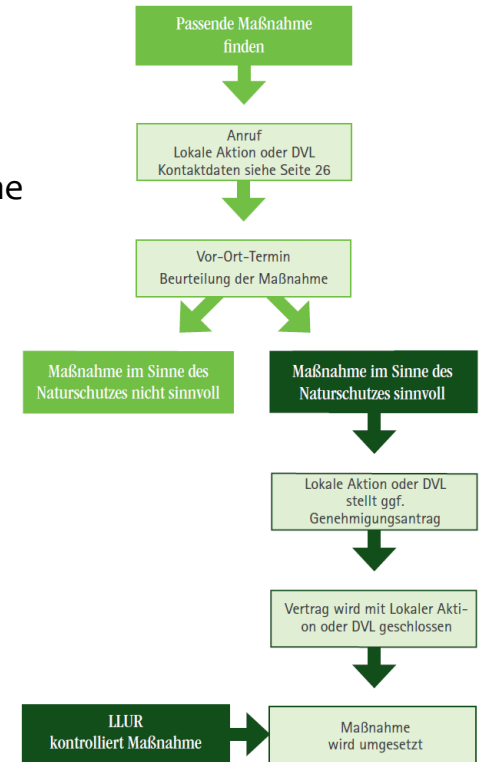 Passende Maßnahme
finden
Anruf
Lokale Aktion oder DVL
Kontaktdaten siehe Seite 26
ne
Vor-Ort-Termin
Beurteilung der Maßnahme
Maßnahme im Sinne des
Naturschutzes nicht sinnvoll
Maßnahme im Sinne des
Naturschutzes sinnvoll
Lokale Aktion oder DVL
stellt ggf.
Genehmigungsantrag
Vertrag wird mit Lokaler Akti-
on oder DVL geschlossen
LLUR
kontrolliert Maßnahme
Maßnahme
wird umgesetzt